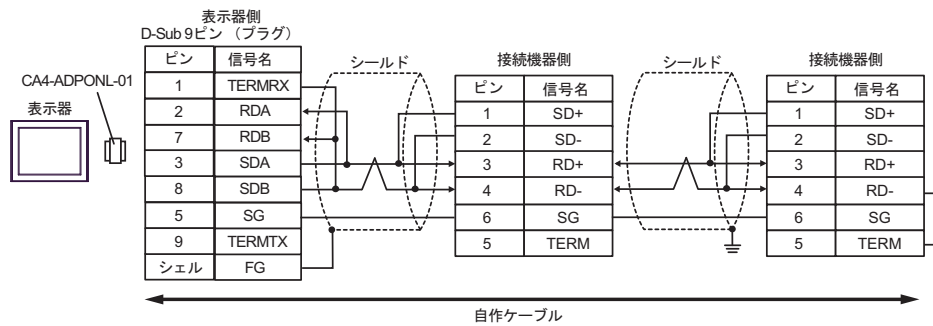 表示器側
D-Sub 9ピン （プラグ）
CA4-ADPONL-01
表示器
ピン 信号名
1 TERMRX
2 RDA
7 RDB
3 SDA
8 SDB
5 SG
9 TERMTX
シェル FG
シールド
接続機器側
ピン 信号名
1 SD+
2 SD-
3 RD+
4 RD-
6 SG
5 TERM
シールド
接続機器側
ピン 信号名
1 SD+
2 SD-
3 RD+
4 RD-
6 SG
5 TERM
自作ケーブル